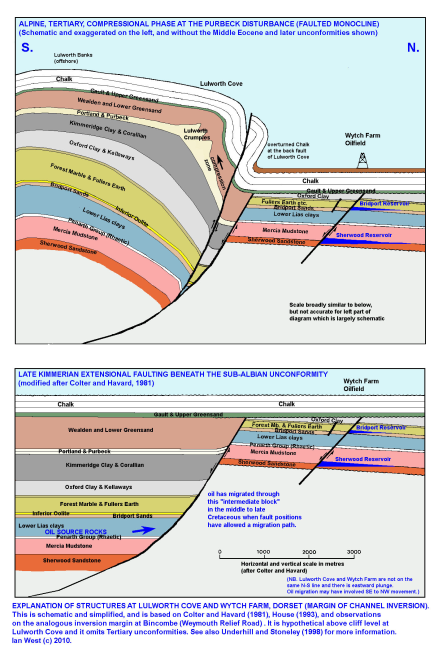 ALPINE, TERTIARY, COMPRESSIONAL PHASE AT THE PURBECK DISTURBANCE (FAULTED MONOCLINE)
(Schematic and exaggerated on the left, and without the Middle Eocene and later unconformities shown)
S.
N.
Lulworth Banks
(offshore)
Chalk
Lulworth Cove
Gault & Upper Greensand
Wealden and Lower Greensand
Portland & Purbeck
Kimmeridge Clay & Corallian
Lulworth
Crumples
Oxford Clay & Kellaways
compression
zone
overturned Chalk
at the back fault
of Lulworth Cove
Wytch Farm
Oilfield
Chalk
Gault & Upper Greensand
Oxford Clay
Fullers Earth etc.
Bridport Reservoir
Bridport Sands
Lower Lias clays
Mercia Mudstone
Sherwood Reservoir
Sherwood Sandstone
Forest Marble & Fullers Earth
Bridport Sands
Inferior Oolite
Lower Lias clays
Penarth Group (Rhaetic)
Mercia Mudstone
Sherwood Sandstone
Scale broadly similar to below,
but not accurate for left part of
diagram which is largely schematic
LATE KIMMERIAN EXTENSIONAL FAULTING BENEATH THE SUB-ALBIAN UNCONFORMITY
(modified after Colter and Havard, 1981)
Wytch Farm
Oilfield
Chalk
Chalk
Gault & Upper Greensand
Oxford Clay
Wealden and Lower Greensand
Forest Mb. & Fullers Earth
Bridport Reservoir
Bridport Sands
Lower Lias clays
Penarth Group (Rhaetic)
Portland & Purbeck
Mercia Mudstone
Sherwood Reservoir
Kimmeridge Clay & Corallian
Sherwood Sandstone
Oxford Clay & Kellaways
oil has migrated through
this "intermediate block"
in the middle to late
Cretaceous when fault positions
have allowed a migration path.
Forest Marble & Fullers Earth
Inferior Oolite
Bridport Sands
Lower Lias clays
OIL SOURCE ROCKS
Penarth Group (Rhaetic)
Mercia Mudstone
Sherwood Sandstone
0 1000 2000 3000
Horizontal and vertical scale in metres
(after Colter and Havard)
(NB. Lulworth Cove and Wytch Farm are not on the
same N-S line and there is eastward plunge.
Oil migration may have involved SE to NW movement.)
EXPLANATION OF STRUCTURES AT LULWORTH COVE AND WYTCH FARM, DORSET (MARGIN OF CHANNEL INVERSION).
This is schematic and simplified, and is based on Colter and Havard (1981), House (1993), and observations
on the analogous inversion margin at Bincombe (Weymouth Relief Road) . It is hypothetical above cliff level at
Lulworth Cove and it omits Tertiary unconformities. See also Underhill and Stoneley (1998) for more information.
Ian West (c) 2010.